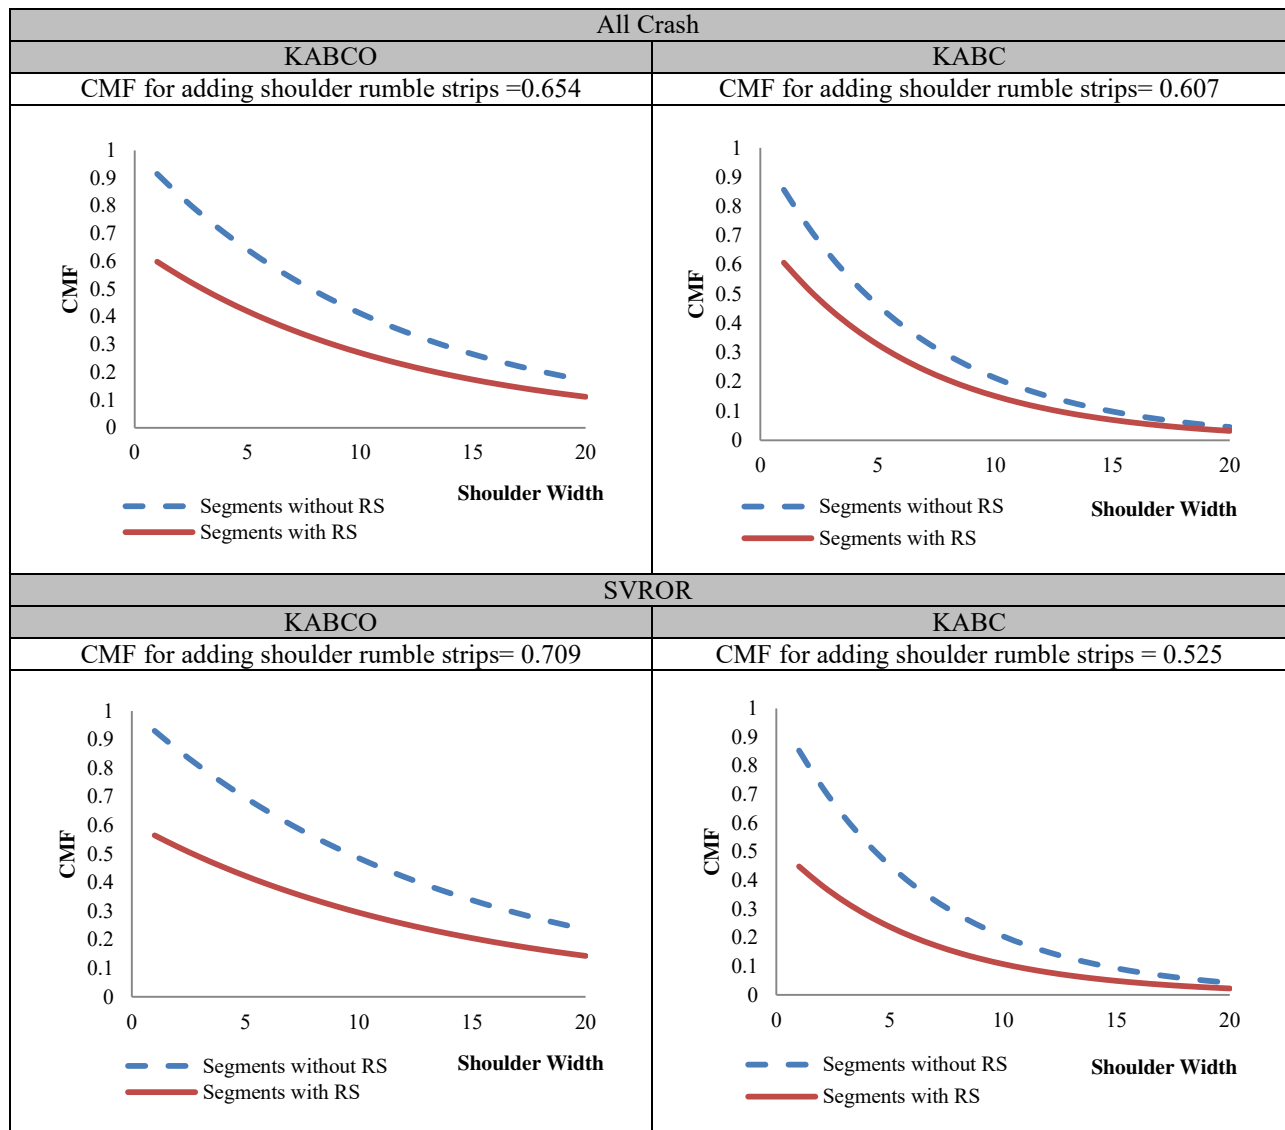 All Crash
KABCO
KABC
CMF for adding shoulder rumble strips =0.654
CMF for adding shoulder rumble strips= 0.607
1
0.9
0.8
0.7
0.6
0.5
0.4
0.3
0.2
0.1
0
CMF
0 5 10 15 20
Shoulder Width
Segments without RS
Segments with RS
1
0.9
0.8
0.7
0.6
0.5
0.4
0.3
0.2
0.1
0
CMF
0 5 10 15 20
Segments without RS
Shoulder Width
Segments with RS
SVROR
KABCO
KABC
CMF for adding shoulder rumble strips= 0.709
CMF for adding shoulder rumble strips = 0.525
1
0.9
0.8
0.7
0.6
0.5
0.4
0.3
0.2
0.1
0
CMF
0 5 10 15 20
Segments without RS
Shoulder Width
Segments with RS
1
0.9
0.8
0.7
0.6
0.5
0.4
0.3
0.2
0.1
0
CMF
0 5 10 15 20
Segments without RS
Shoulder Width
Segments with RS